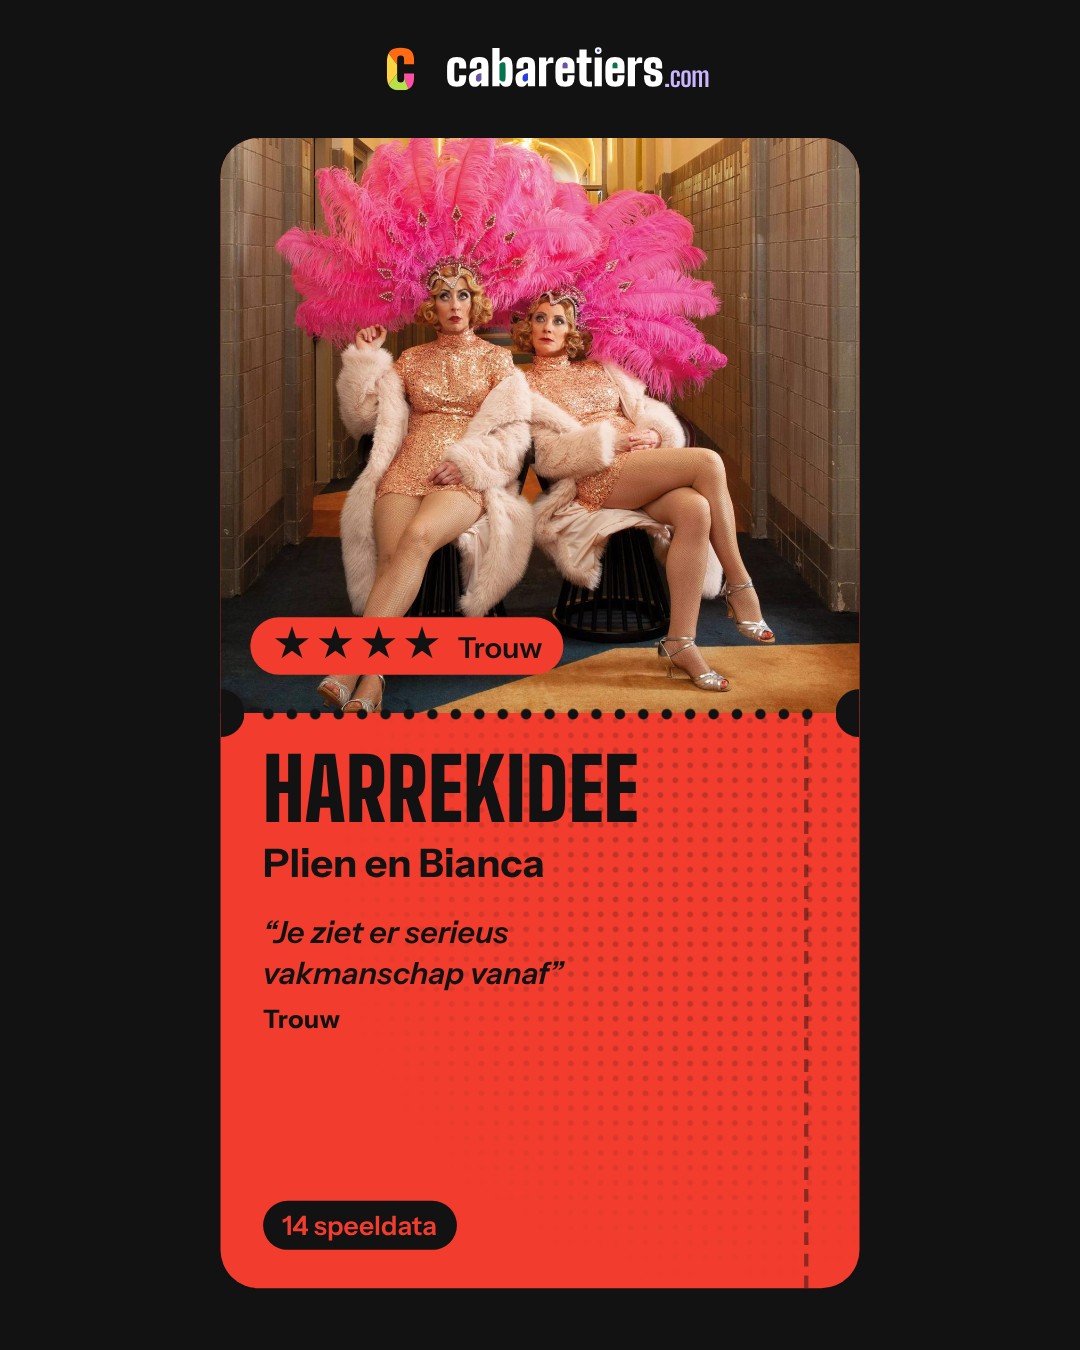 cabaretiers.com
★★★★ Trouw
HARREKIDEE
Plien en Bianca
“Je ziet er serieus
vakmanschap vanaf”
Trouw
14 speeldata